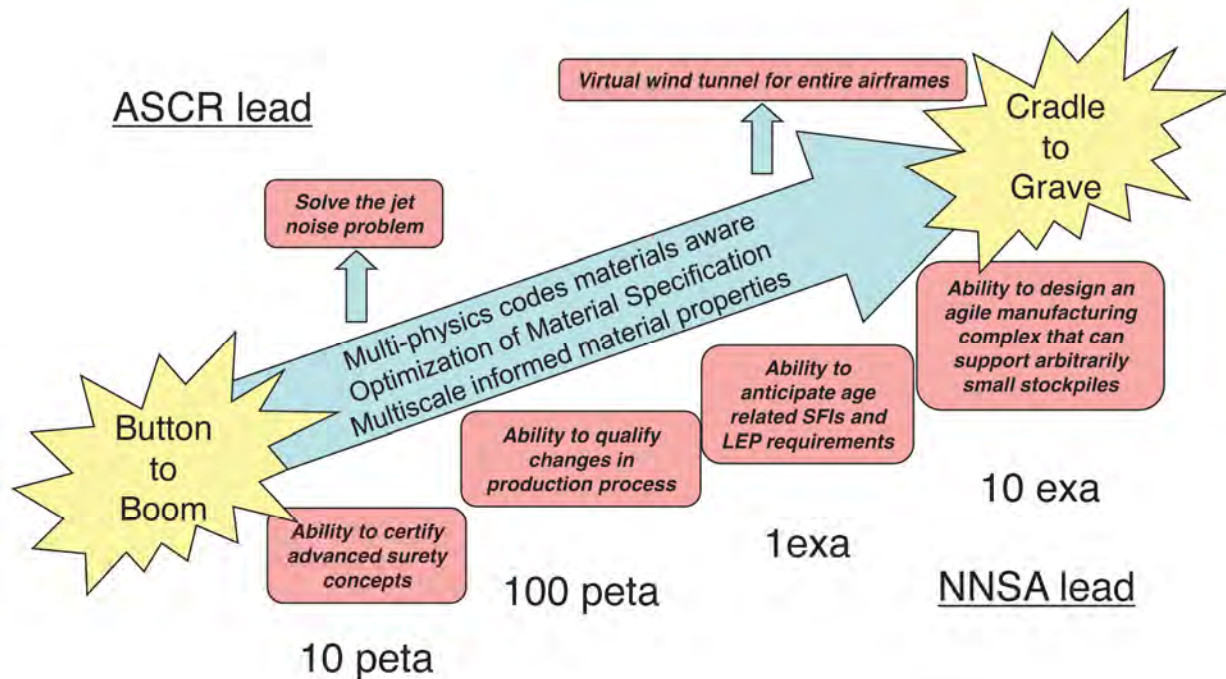 ASCR lead
Virtual wind tunnel for entire airframes
Cradle
to
Grave
Solve the jet
noise problem
Multi-physics codes materials aware
Optimization of Material Specification
Multiscale informed material properties
Button
to
Boom
Ability to certify
advanced surety
concepts
10 peta
Ability to qualify
changes in
production process
100 peta
Ability to
anticipate age
related SFIs and
LEP requirements
1exa
Ability to design an
agile manufacturing
complex that can
support arbitrarily
small stockpiles
10 exa
NNSA lead